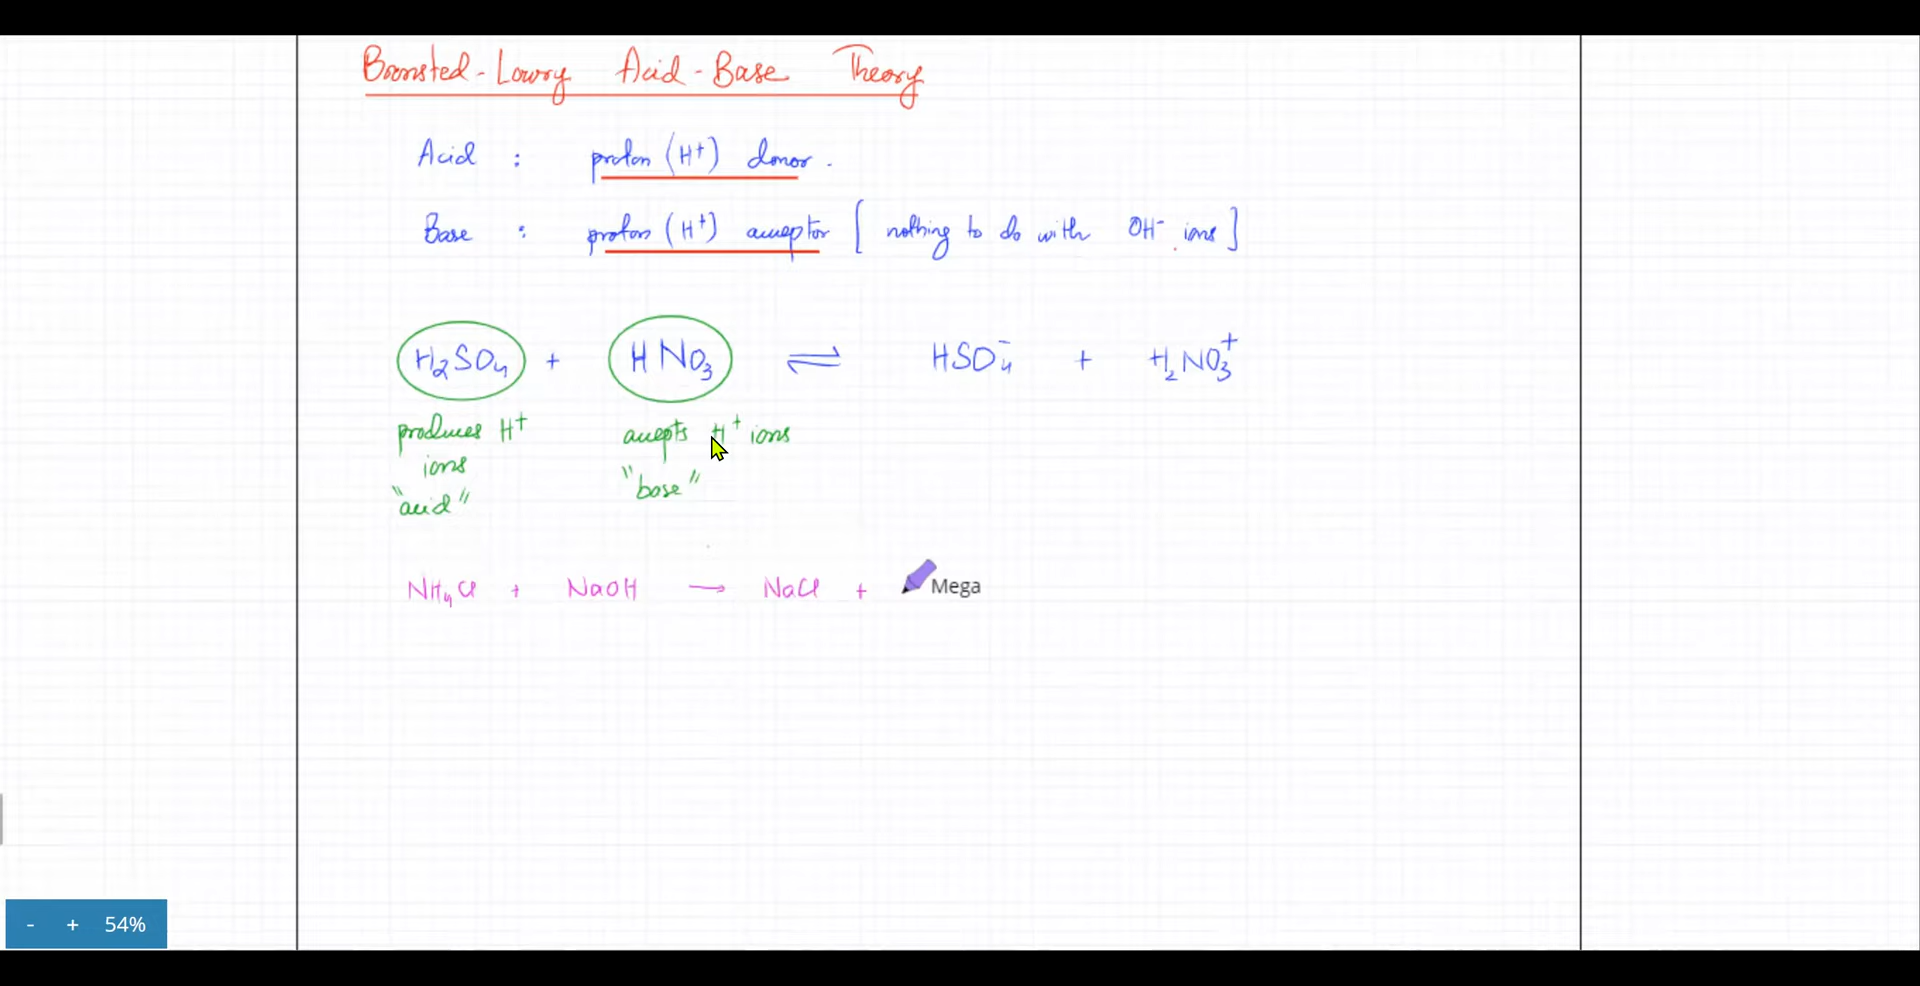 Bronsted-Lowry Acid-Base Theory
Acid : proton (H⁺) donor.
Base : proton (H⁺) acceptor [nothing to do with OH⁻ ions]
H₂SO₄ + HNO₃ ⇌ HSO₄⁻ + H₂NO₃⁺
produces H⁺
ions
"acid"
accepts H⁺ ions
"base"
NH₄Cl + NaOH → NaCl +
Mega
- + 54%